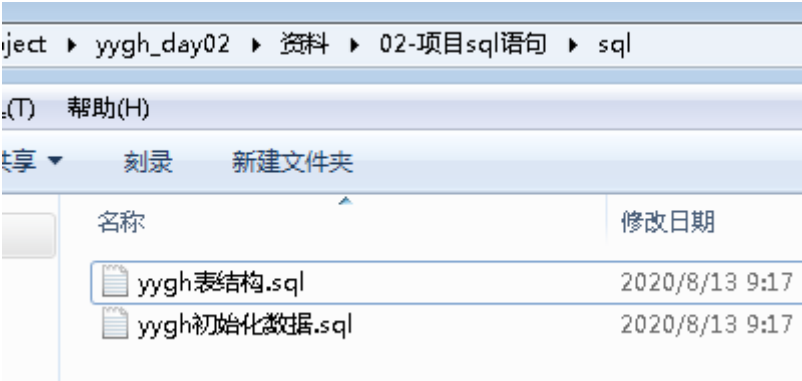 ject ▸ yygh_day02 ▸ 资料 ▸ 02-项目sql语句 ▸ sql
(T) 帮助(H)
共享 刻录 新建文件夹
名称 修改日期
yygh表结构.sql 2020/8/13 9:17
yygh初始化数据.sql 2020/8/13 9:17